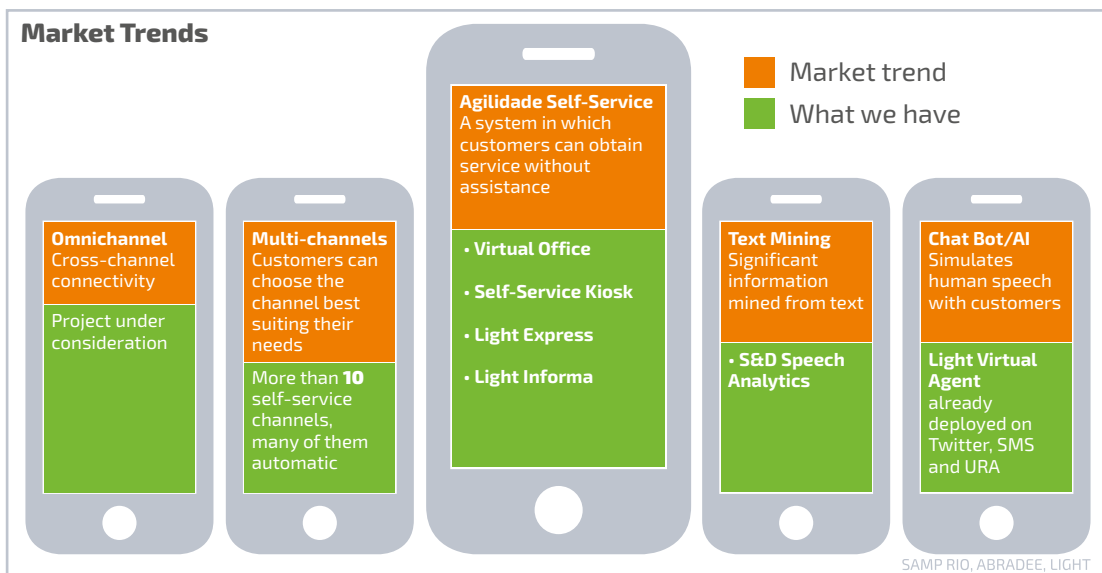 Market Trends
Market trend
What we have
Omnichannel
Cross-channel
connectivity
Project under
consideration
Multi-channels
Customers can
choose the
channel best
suiting their
needs
More than 10
self-service
channels,
many of them
automatic
Agilidade Self-Service
A system in which
customers can obtain
service without
assistance
• Virtual Office
• Self-Service Kiosk
• Light Express
• Light Informa
Text Mining
Significant
information
mined from text
• S&D Speech
Analytics
Chat Bot/AI
Simulates
human speech
with customers
Light Virtual
Agent
already
deployed on
Twitter, SMS
and URA
SAMP RIO, ABRADEE, LIGHT